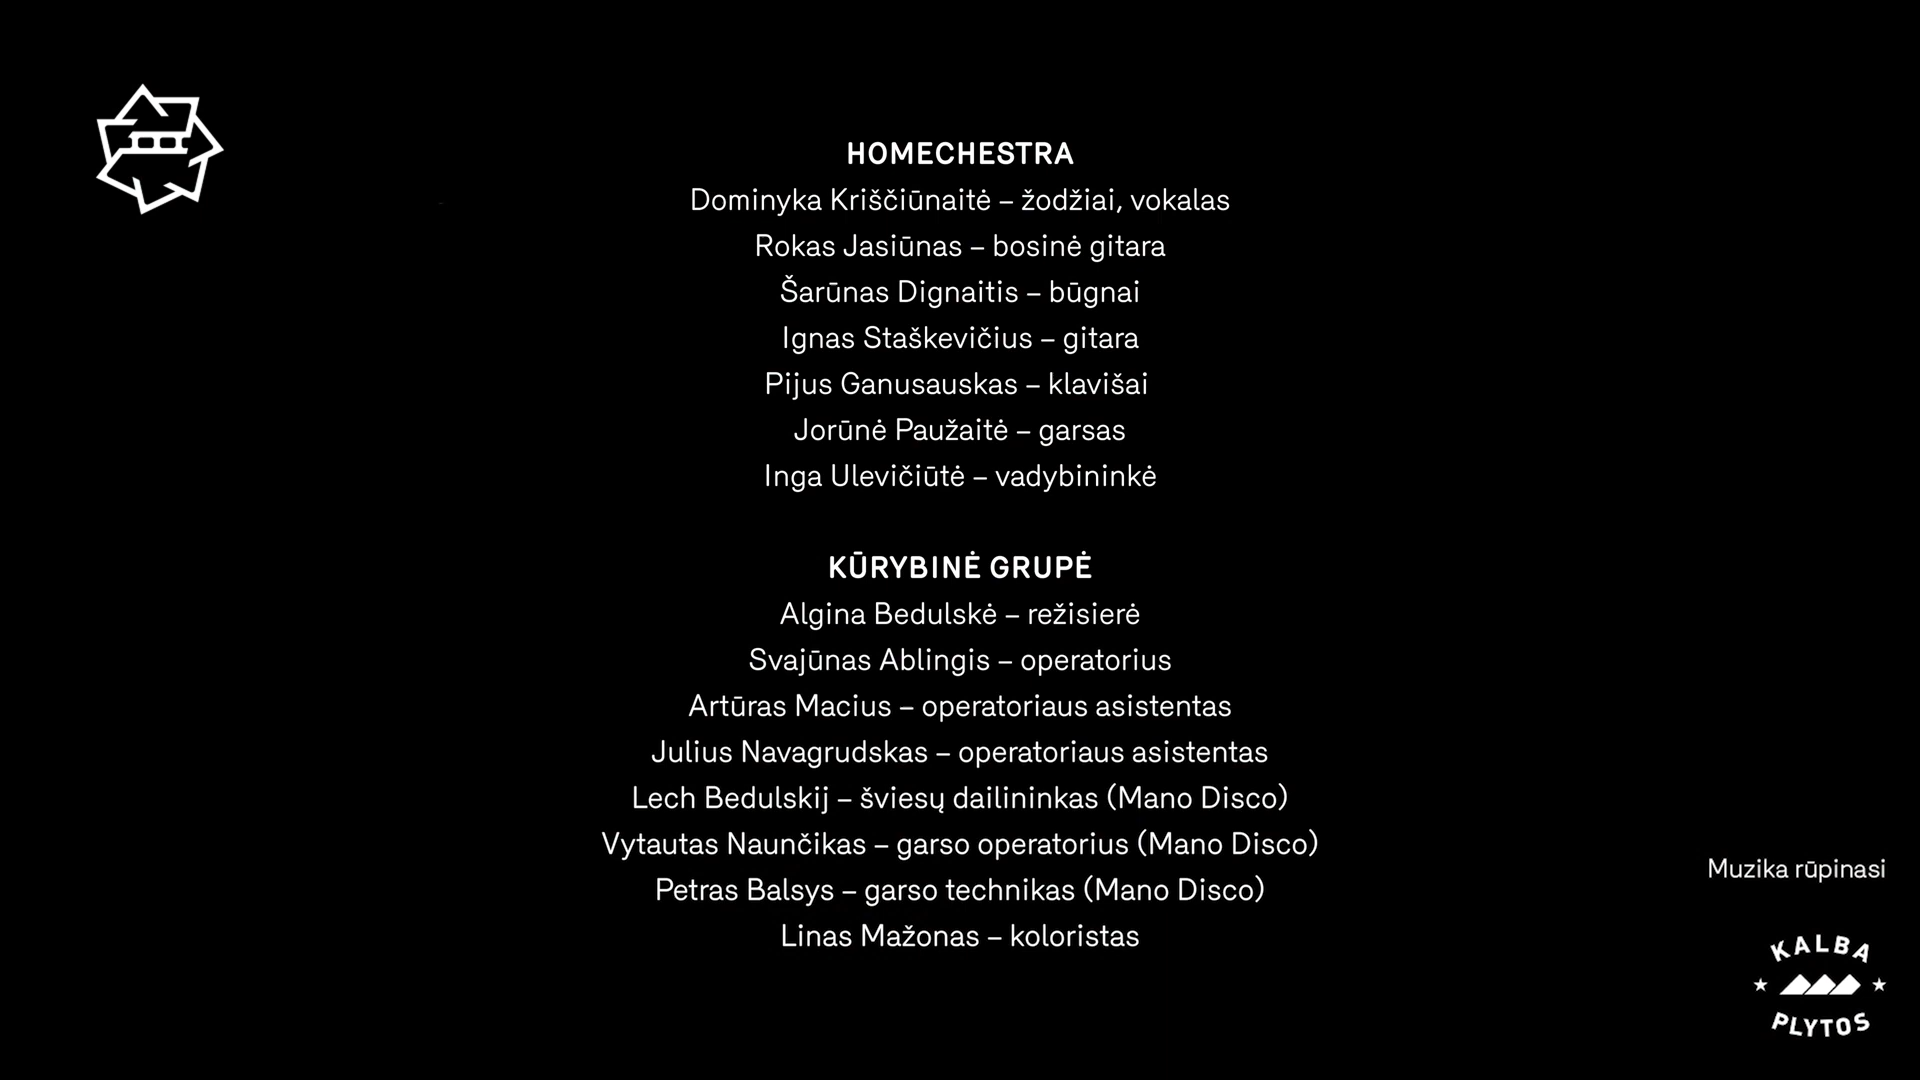 HOMECHESTRA
Dominyka Kriščiūnaitė – žodžiai, vokalas
Rokas Jasiūnas – bosinė gitara
Šarūnas Dignaitis – būgnai
Ignas Staškevičius – gitara
Pijus Ganusauskas – klavišai
Jorūnė Paužaitė – garsas
Inga Ulevičiūtė – vadybininkė
KŪRYBINĖ GRUPĖ
Algina Bedulskė – režisierė
Svajūnas Ablingis – operatorius
Artūras Macius – operatoriaus asistentas
Julius Navagrudskas – operatoriaus asistentas
Lech Bedulskij – šviesų dailininkas (Mano Disco)
Vytautas Naunčikas – garso operatorius (Mano Disco)
Petras Balsys – garso technikas (Mano Disco)
Linas Mažonas – koloristas
Muzika rūpinasi
KALBA
PLYTOS